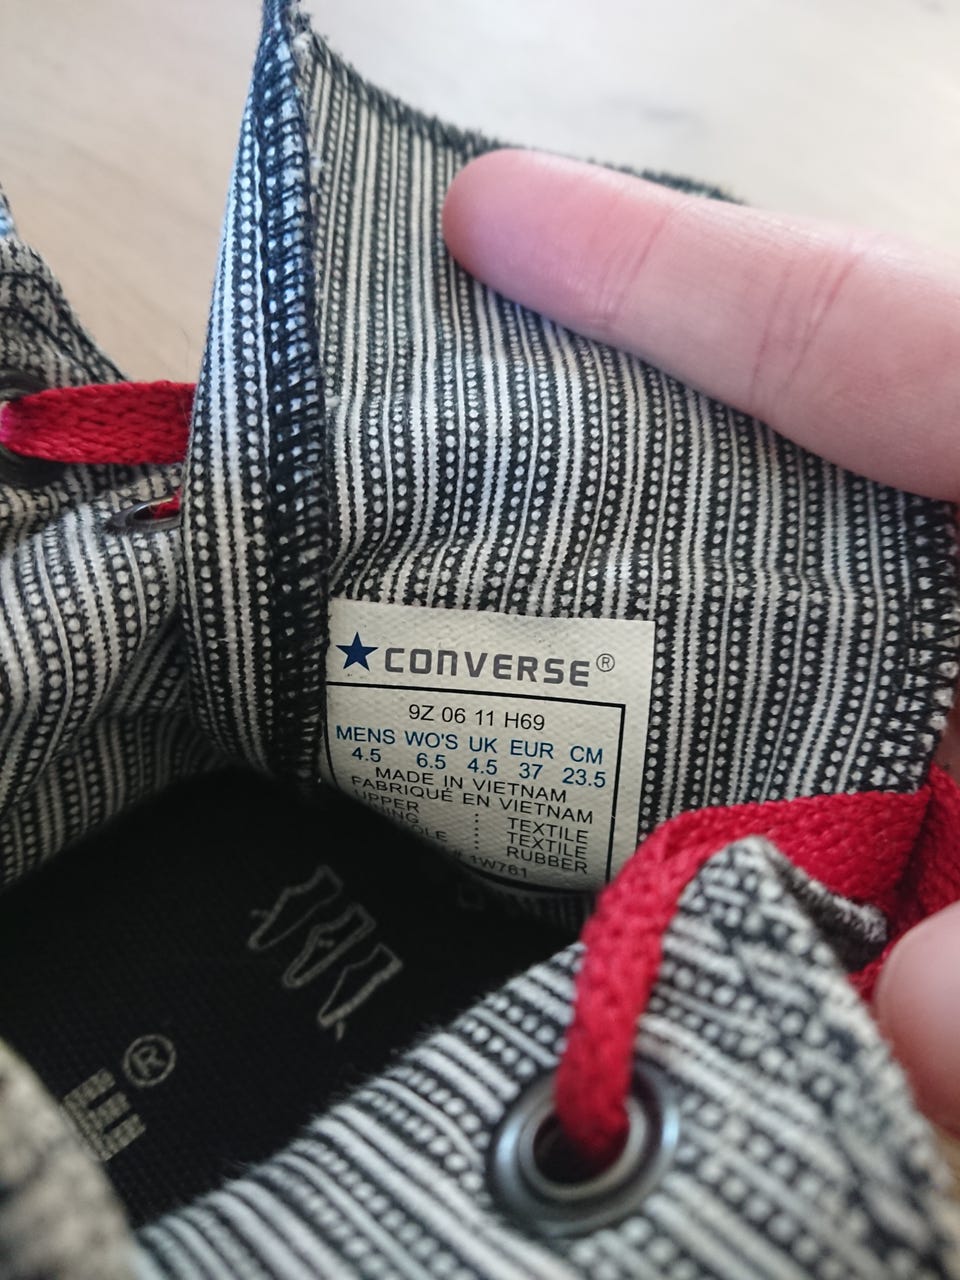 CONVERSE®
9Z 06 11 H69
MENS WO'S UK EUR CM
4.5 6.5 4.5 37 23.5
MADE IN VIETNAM
FABRIQUÉ EN VIETNAM
UPPER : TEXTILE
: TEXTILE
: RUBBER
1W761
®